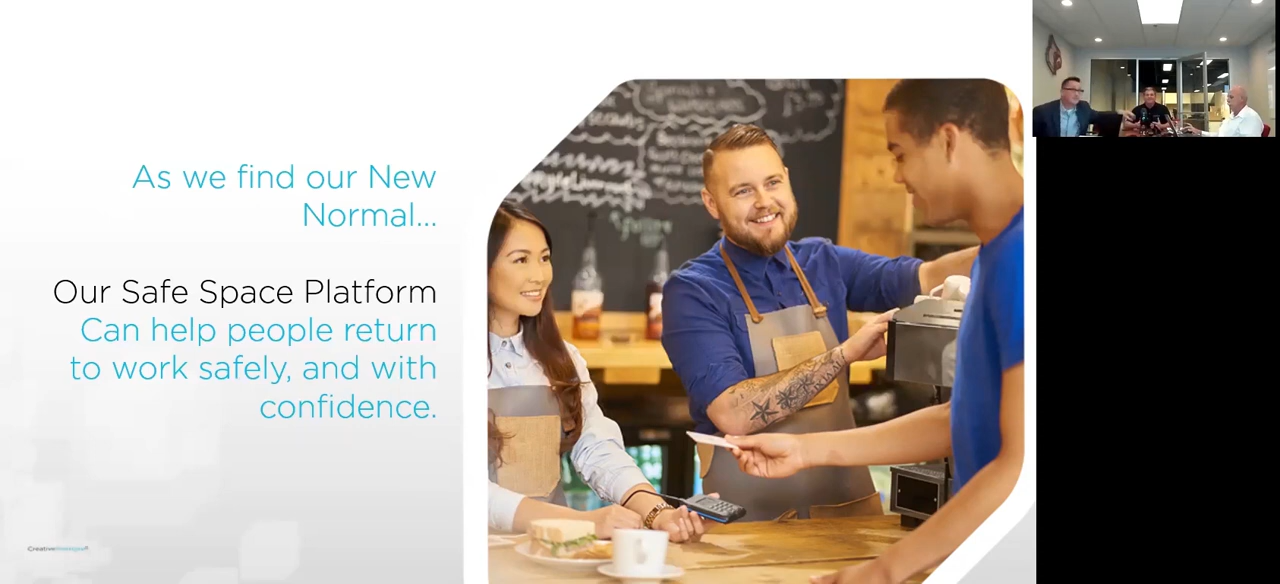 As we find our New
Normal...
Our Safe Space Platform
Can help people return
to work safely, and with
confidence.